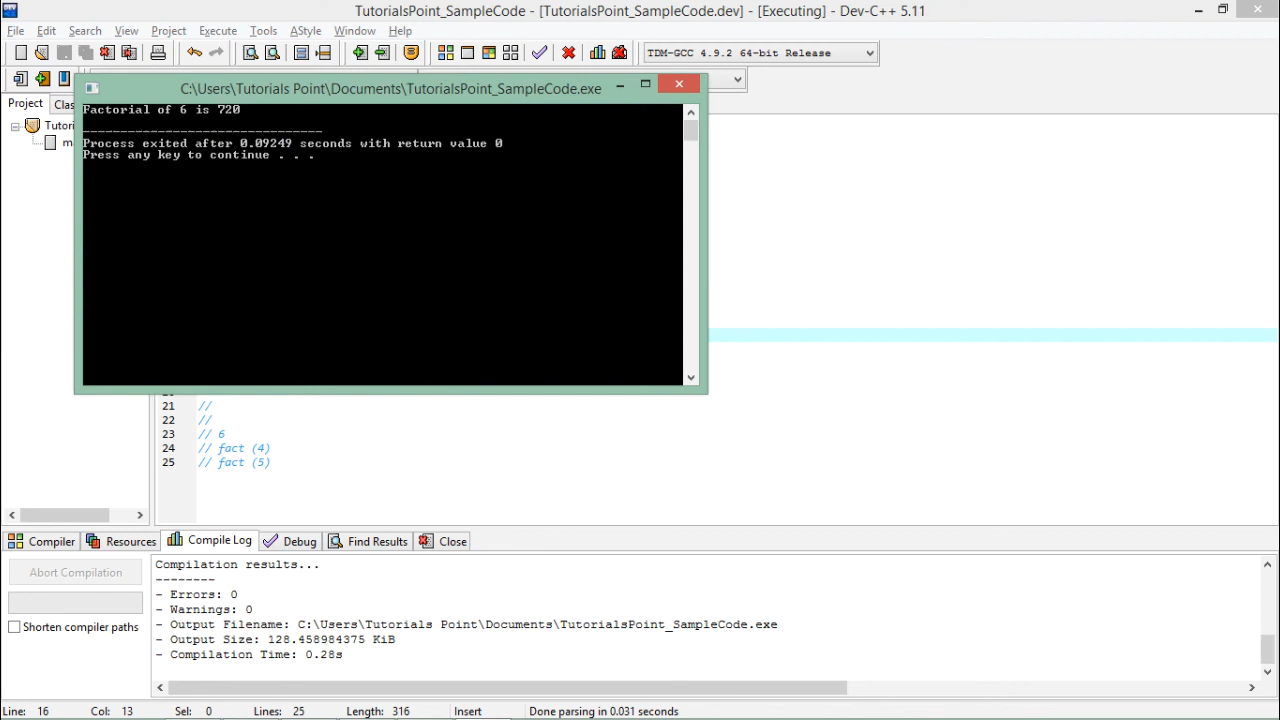 TutorialsPoint_SampleCode - [TutorialsPoint_SampleCode.dev] - [Executing] - Dev-C++ 5.11
File Edit Search View Project Execute Tools AStyle Window Help
TDM-GCC 4.9.2 64-bit Release
C:\Users\Tutorials Point\Documents\TutorialsPoint_SampleCode.exe
Project Clas
Factorial of 6 is 720
Tutori
--------------------------------
m
Process exited after 0.09249 seconds with return value 0
Press any key to continue . . .
21 //
22 //
23 // 6
24 // fact (4)
25 // fact (5)
Compiler Resources Compile Log Debug Find Results Close
Abort Compilation
Shorten compiler paths
Compilation results...
--------
- Errors: 0
- Warnings: 0
- Output Filename: C:\Users\Tutorials Point\Documents\TutorialsPoint_SampleCode.exe
- Output Size: 128.458984375 KiB
- Compilation Time: 0.28s
Line: 16 Col: 13 Sel: 0 Lines: 25 Length: 316 Insert Done parsing in 0.031 seconds